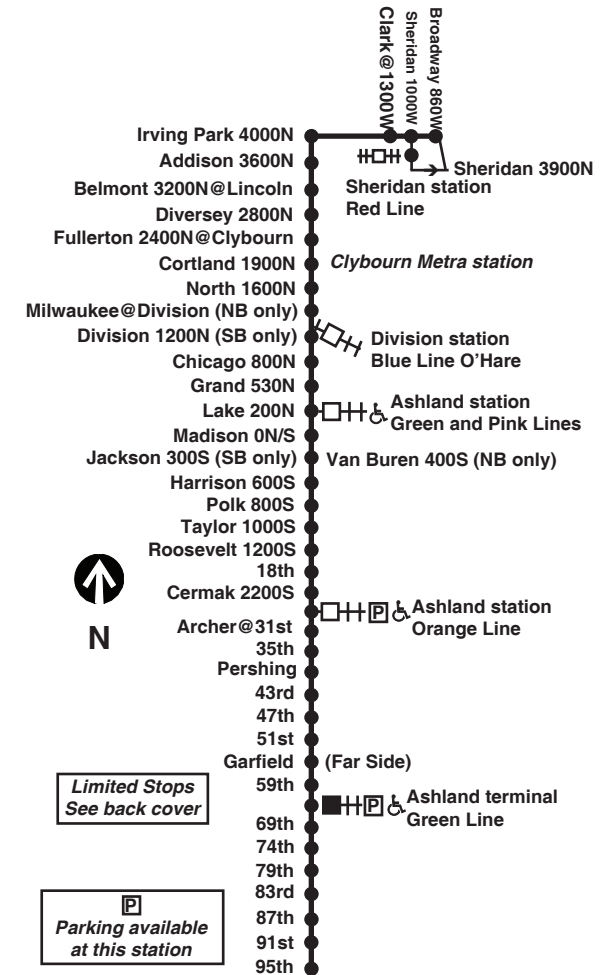 Clark@1300W
Sheridan 1000W
Broadway 860W
Irving Park 4000N
Addison 3600N
Sheridan 3900N
Belmont 3200N@Lincoln
Sheridan station
Red Line
Diversey 2800N
Fullerton 2400N@Clybourn
Cortland 1900N
Clybourn Metra station
North 1600N
Milwaukee@Division (NB only)
Division 1200N (SB only)
Division station
Blue Line O'Hare
Chicago 800N
Grand 530N
Lake 200N
Ashland station
Green and Pink Lines
Madison 0N/S
Jackson 300S (SB only)
Van Buren 400S (NB only)
Harrison 600S
Polk 800S
Taylor 1000S
Roosevelt 1200S
18th
Cermak 2200S
N
P
Ashland station
Orange Line
Archer@31st
35th
Pershing
43rd
47th
51st
Garfield
(Far Side)
59th
Limited Stops
See back cover
P
Ashland terminal
Green Line
69th
74th
79th
83rd
87th
91st
95th
P
Parking available
at this station